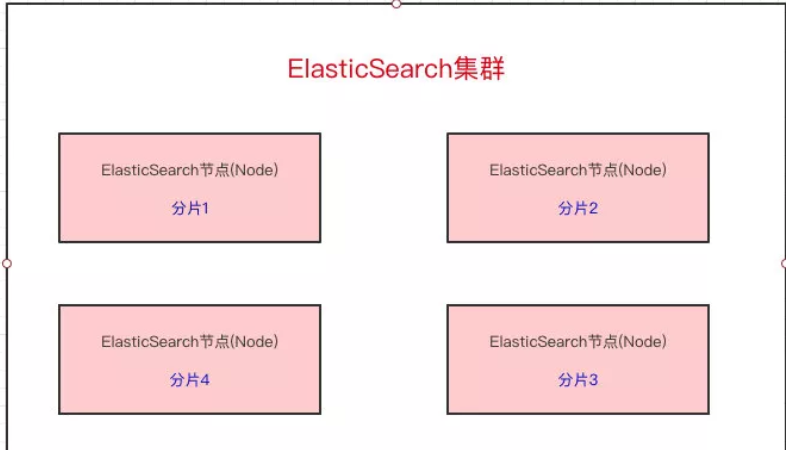 ElasticSearch集群
ElasticSearch节点(Node)
分片1
ElasticSearch节点(Node)
分片2
ElasticSearch节点(Node)
分片4
ElasticSearch节点(Node)
分片3